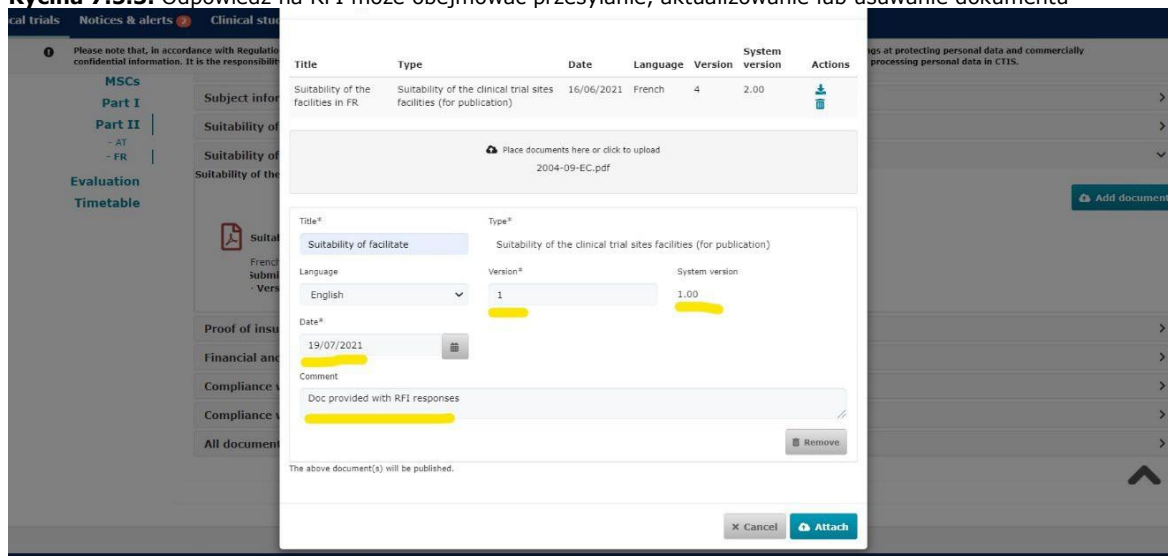 Rycina 7.3.3. Odpowiedź na RFI może obejmować przesyłanie, aktualizowanie lub usuwanie dokumenta
cal trials Notices & alerts Clinical stud
Please note that, in accordance with Regulatio
confidential information. It is the responsibilit
ngs at protecting personal data and commercially
processing personal data in CTIS.
MSCs
Part I
Part II
- AT
- FR
Evaluation
Timetable
Subject infor
Suitability of
Suitability of
Suitability of the
Suital
French
Submi
- Vers
Add document
Proof of insu
Financial and
Compliance v
Compliance v
All document
Title Type Date Language Version System version Actions
Suitability of the facilities in FR Suitability of the clinical trial sites facilities (for publication) 16/06/2021 French 4 2.00
Place documents here or click to upload
2004-09-EC.pdf
Title* Type*
Suitability of facilitate Suitability of the clinical trial sites facilities (for publication)
Language Version* System version
English 1 1.00
Date*
19/07/2021
Comment
Doc provided with RFI responses
Remove
The above document(s) will be published.
× Cancel Attach